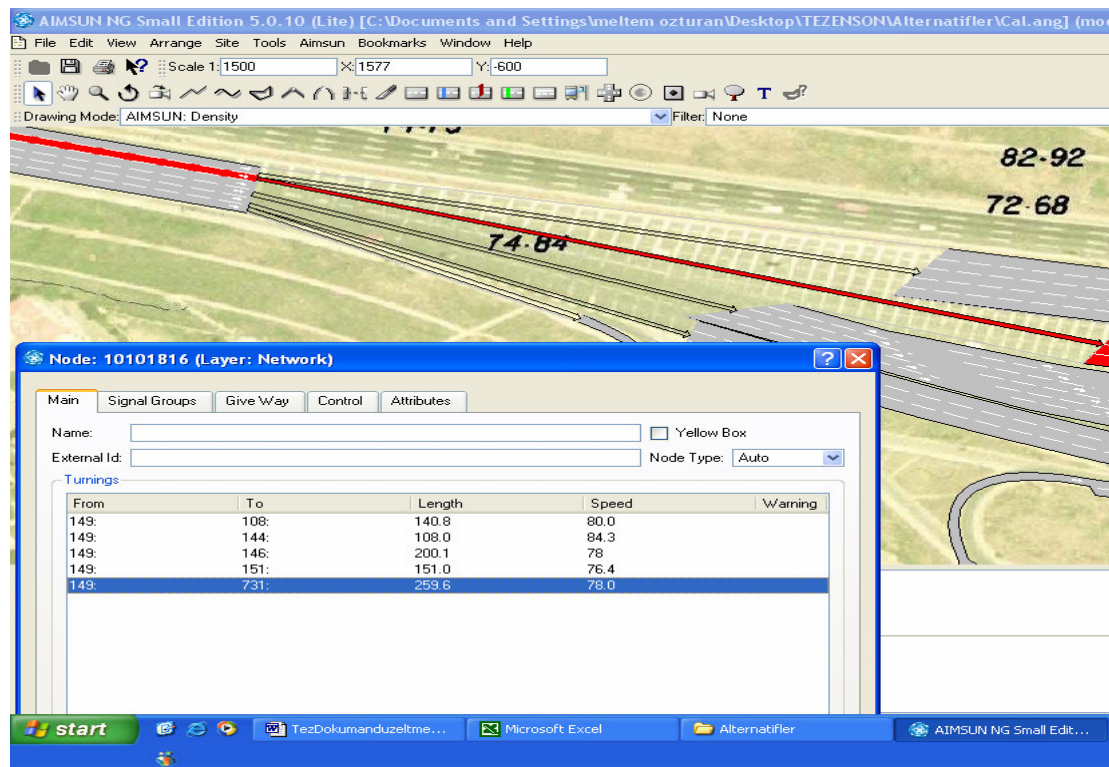 AIMSUN NG Small Edition 5.0.10 (Lite) [C:\Documents and Settings\meltem ozturan\Desktop\TEZENSON\Alternatifler\Cal.ang] (mod
File Edit View Arrange Site Tools Aimsun Bookmarks Window Help
Scale 1: 1500 X: 1577 Y: -600
T
Drawing Mode: AIMSUN: Density Filter: None
82-92
72-68
74-84
Node: 10101816 (Layer: Network)
Main Signal Groups Give Way Control Attributes
Name: Yellow Box
External Id: Node Type: Auto
Turnings
From To Length Speed Warning
149: 108: 140.8 80.0
149: 144: 108.0 84.3
149: 146: 200.1 78
149: 151: 151.0 76.4
149: 731: 259.6 78.0
start TezDokumanduzeltme... Microsoft Excel Alternatifler AIMSUN NG Small Edit...